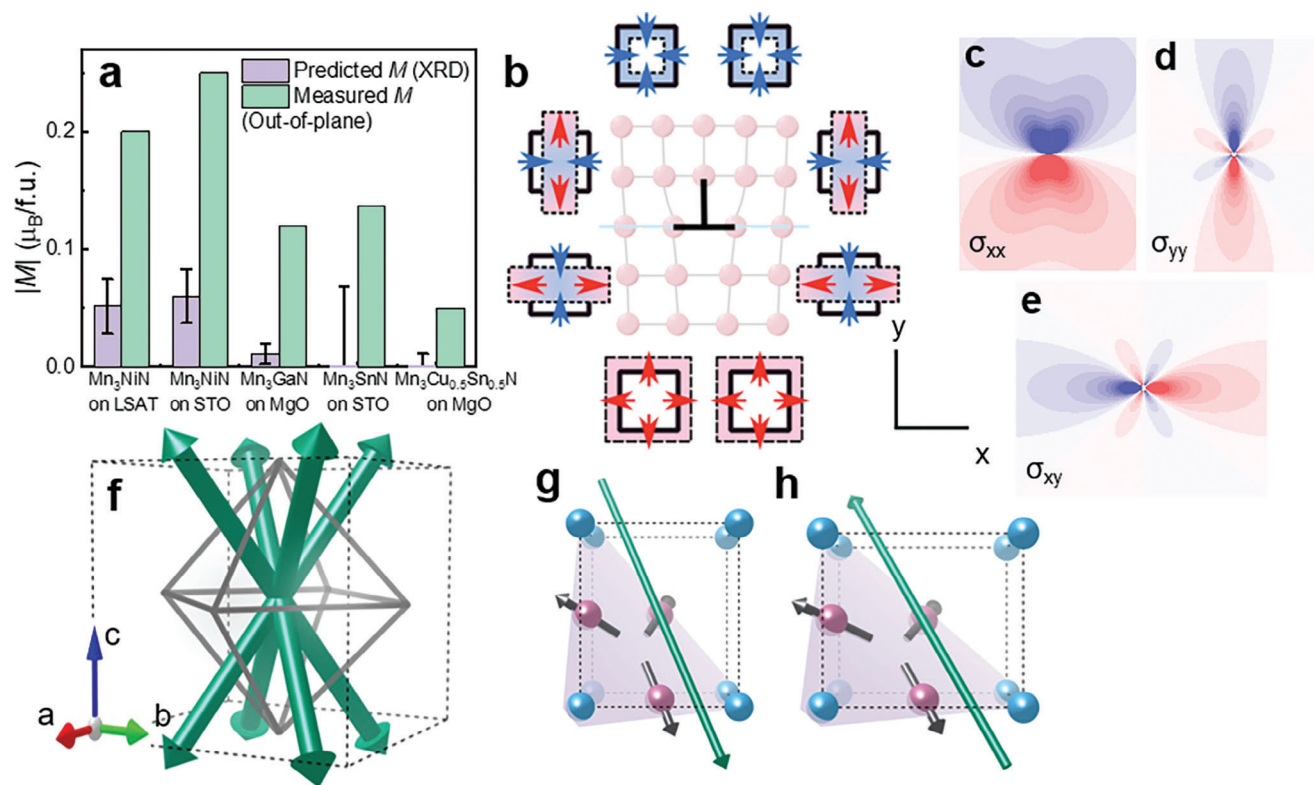 a
Predicted M (XRD)
Measured M
(Out-of-plane)
|M| (μB/f.u.)
0.2
0.1
0.0
Mn3NiN
on LSAT
Mn3NiN
on STO
Mn3GaN
on MgO
Mn3SnN
on STO
Mn3Cu0.5Sn0.5N
on MgO
b
y
x
c
σxx
d
σyy
e
σxy
f
c
a
b
g
h